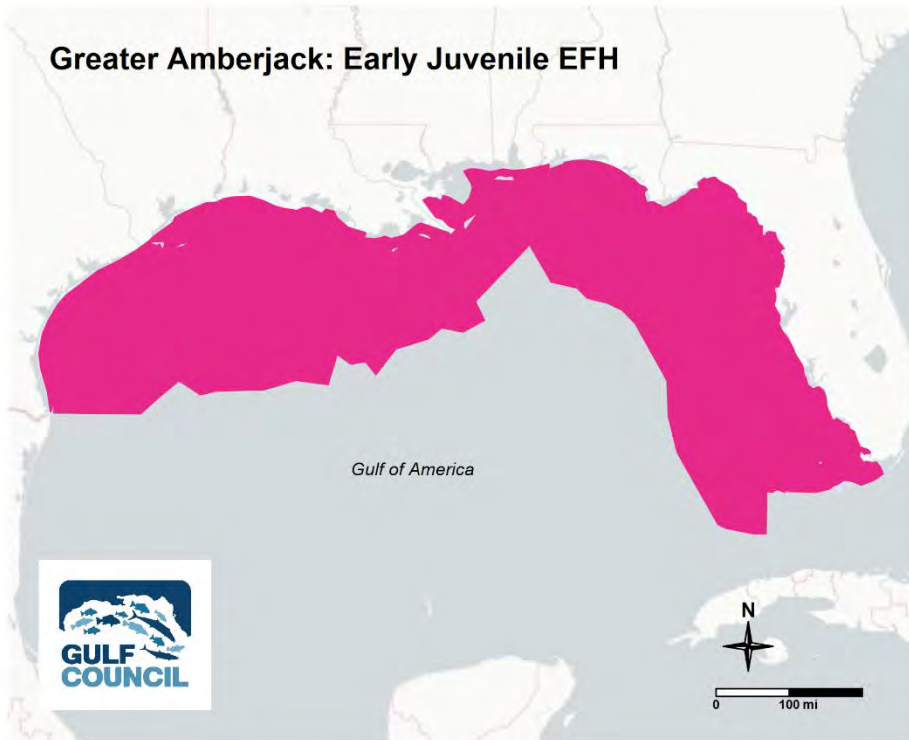 Greater Amberjack: Early Juvenile EFH
Gulf of America
GULF
COUNCIL
N
0 100 mi